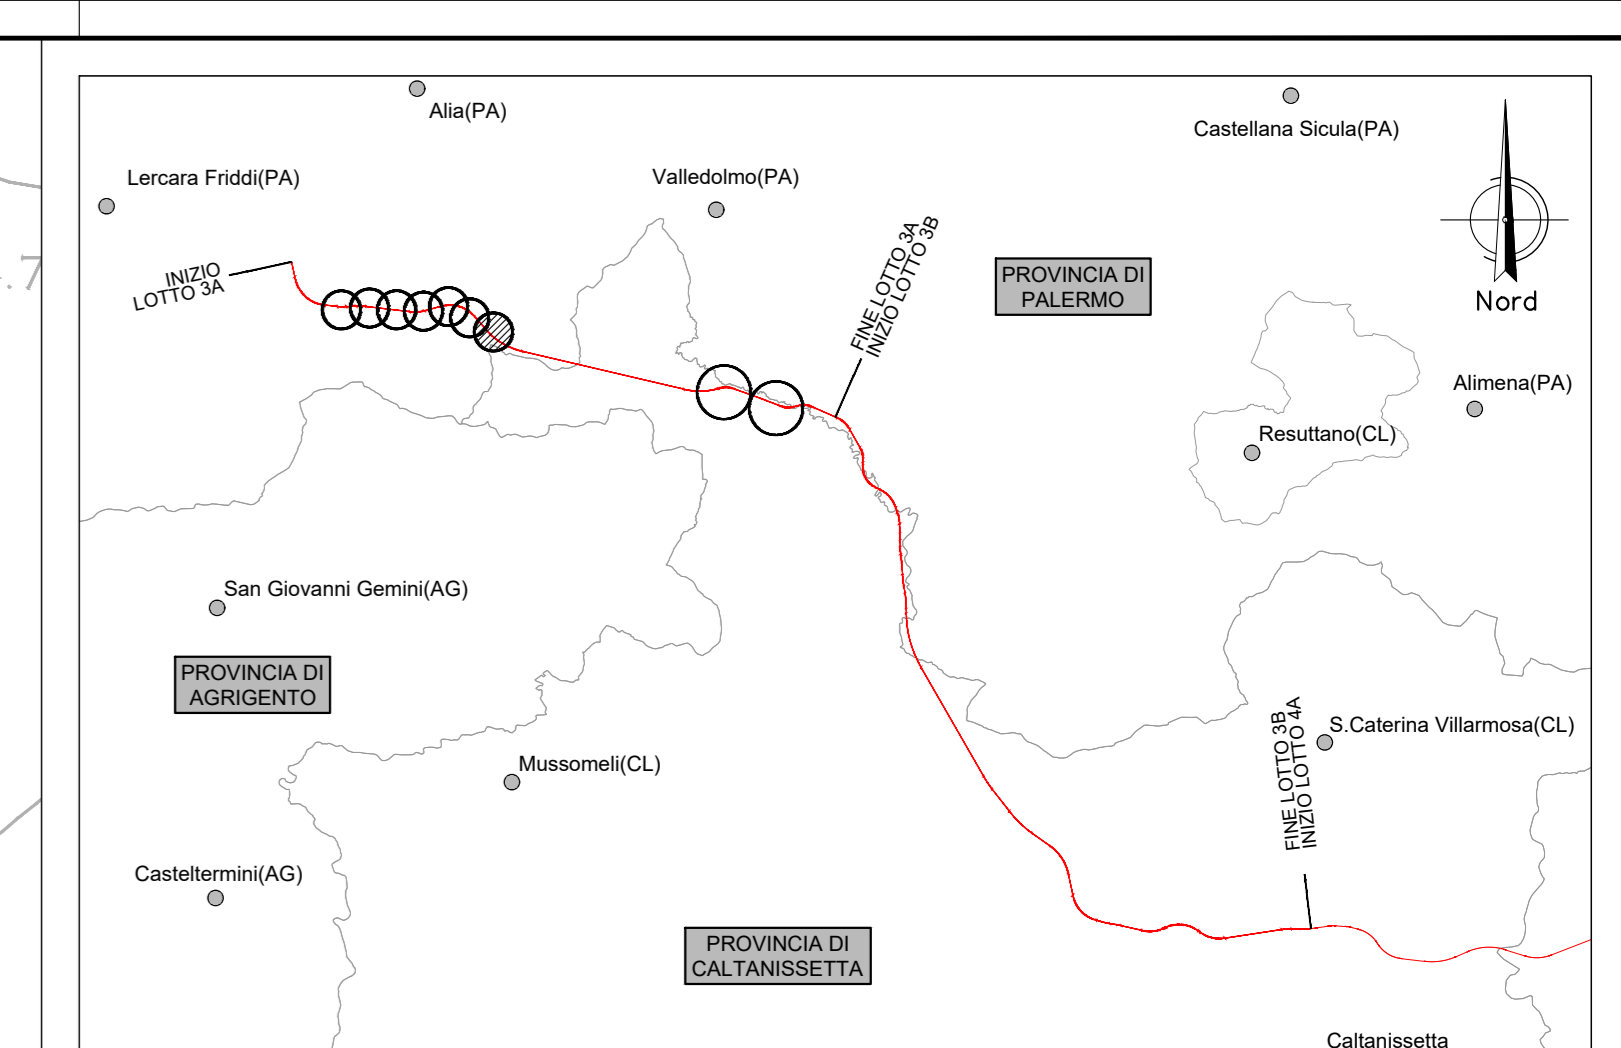 Alia(PA)
Castellana Sicula(PA)
Lercara Friddi(PA)
Valledolmo(PA)
INIZIO
LOTTO 3A
FINE LOTTO 3A
INIZIO LOTTO 3B
PROVINCIA DI
PALERMO
Nord
.7
Alimena(PA)
Resuttano(CL)
San Giovanni Gemini(AG)
PROVINCIA DI
AGRIGENTO
FINE LOTTO 3B
INIZIO LOTTO 4A
S.Caterina Villarmosa(CL)
Mussomeli(CL)
Casteltermini(AG)
PROVINCIA DI
CALTANISSETTA
Caltanissetta